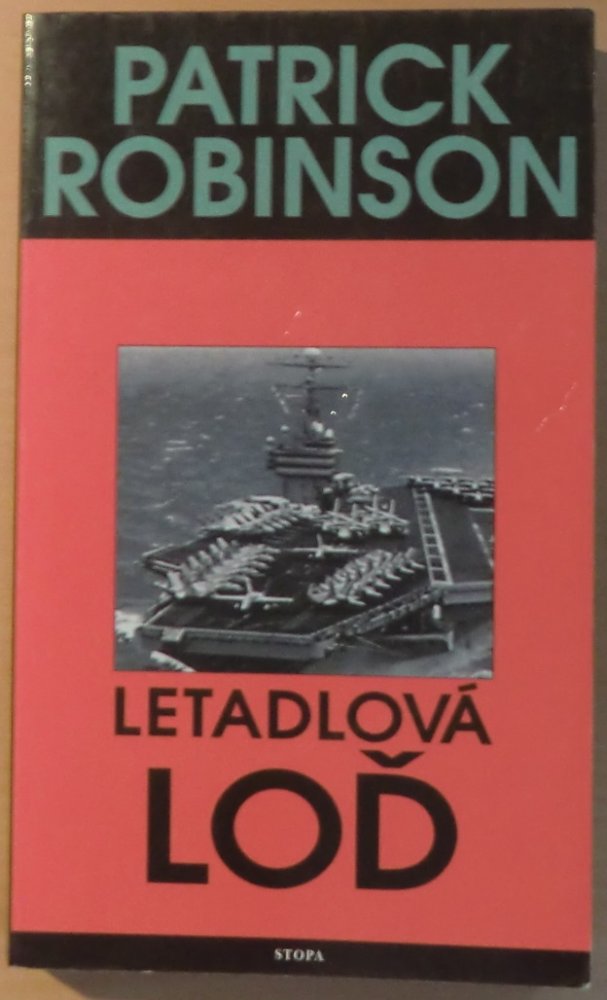 PATRICK
ROBINSON
LETADLOVÁ
LOĎ
STOPA